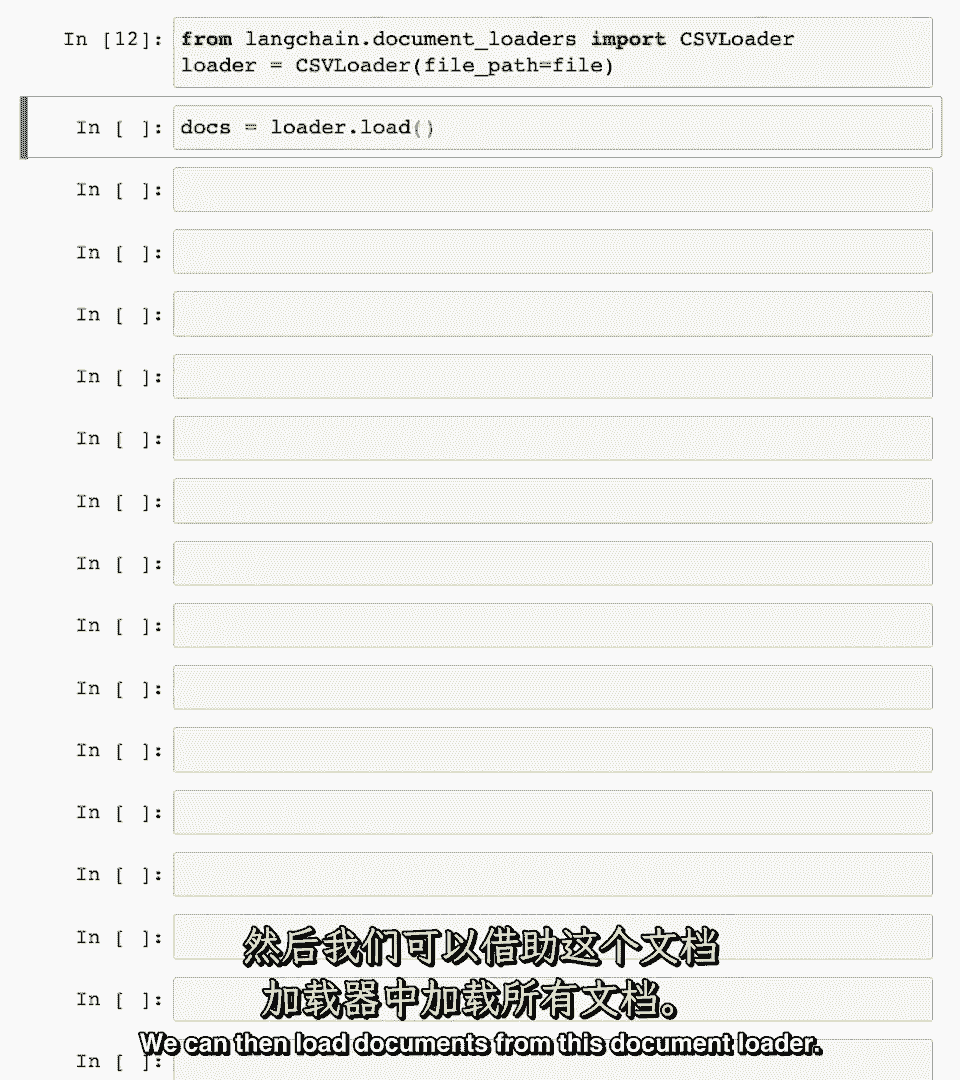 In [12]: from langchain.document_loaders import CSVLoader
loader = CSVLoader(file_path=file)
In [ ]: docs = loader.load()
In [ ]:
In [ ]:
In [ ]:
In [ ]:
In [ ]:
In [ ]:
In [ ]:
In [ ]:
In [ ]:
In [ ]:
In [ ]:
In [ ]:
In [ ]:
然后我们可以借助这个文档
In [ ]:
加载器中加载所有文档。
In [ ]:
We can then load documents from this document loader.